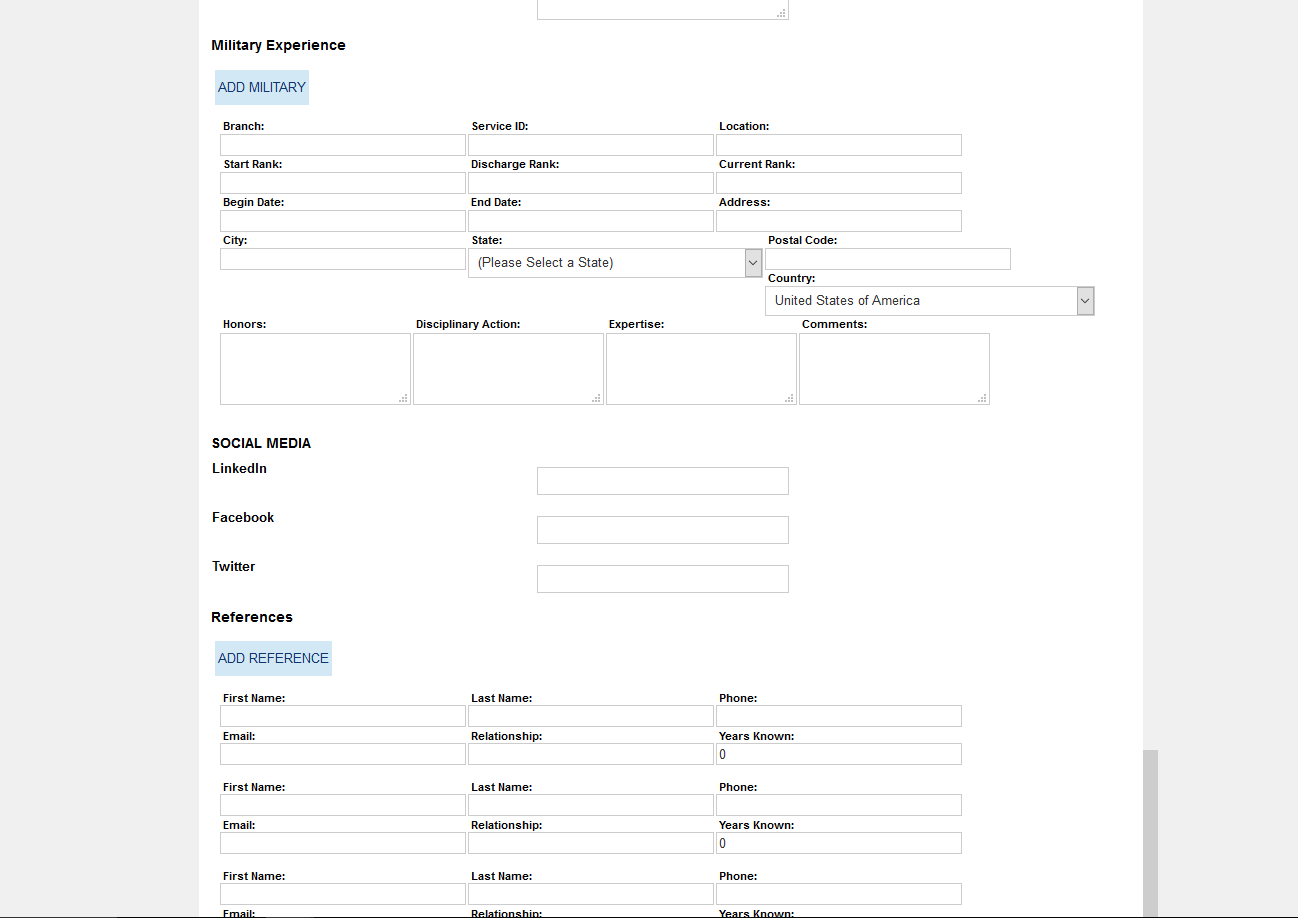 Military Experience
ADD MILITARY
Branch: Service ID: Location:
Start Rank: Discharge Rank: Current Rank:
Begin Date: End Date: Address:
City: State: Postal Code:
(Please Select a State)
Country:
United States of America
Honors: Disciplinary Action: Expertise: Comments:
SOCIAL MEDIA
LinkedIn
Facebook
Twitter
References
ADD REFERENCE
First Name: Last Name: Phone:
Email: Relationship: Years Known:
0
First Name: Last Name: Phone:
Email: Relationship: Years Known:
0
First Name: Last Name: Phone:
Email: Relationship: Years Known: